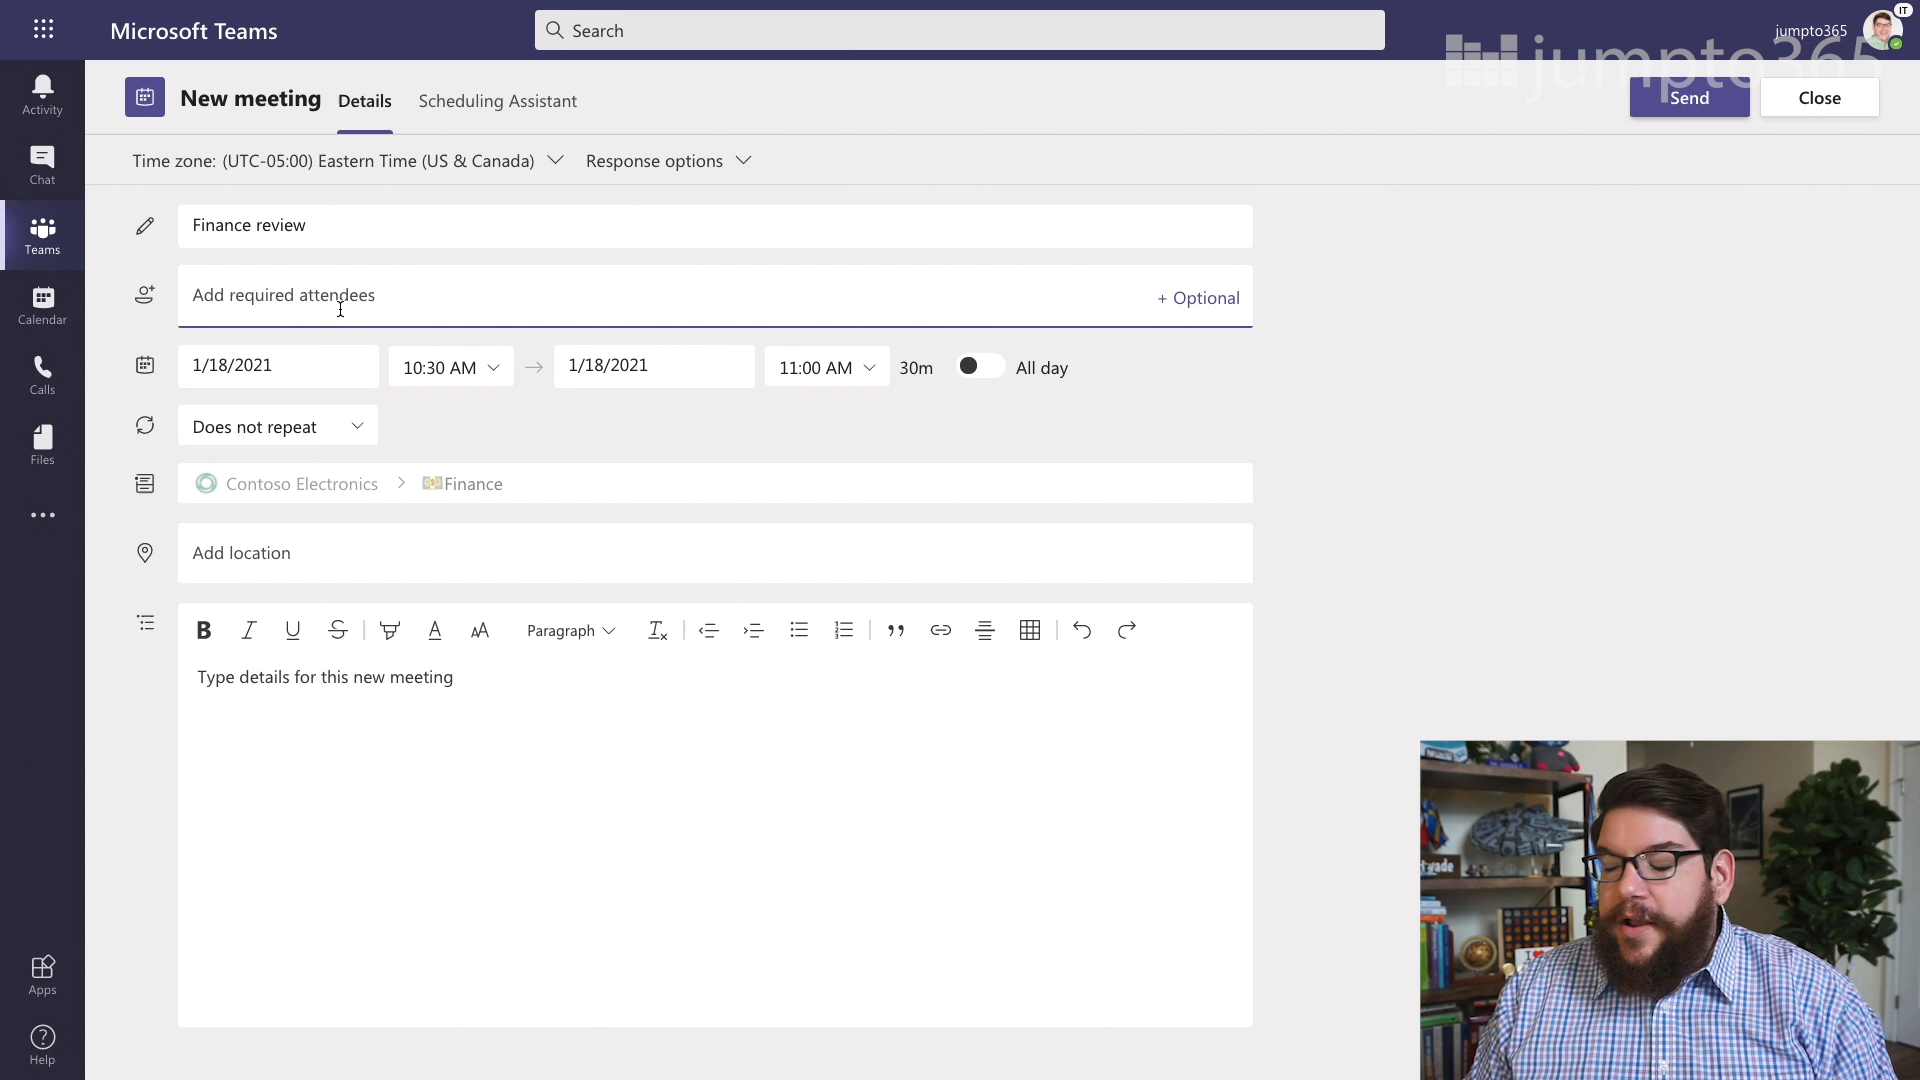 Microsoft Teams
Search
jumpto365
IT
jumpto365
Activity
Chat
Teams
Calendar
Calls
Files
Apps
Help
New meeting
Details
Scheduling Assistant
Send
Close
Time zone: (UTC-05:00) Eastern Time (US & Canada)
Response options
Finance review
Add required attendees
+ Optional
1/18/2021
10:30 AM
1/18/2021
11:00 AM
30m
All day
Does not repeat
Contoso Electronics > Finance
Add location
B I U S
Paragraph
Type details for this new meeting